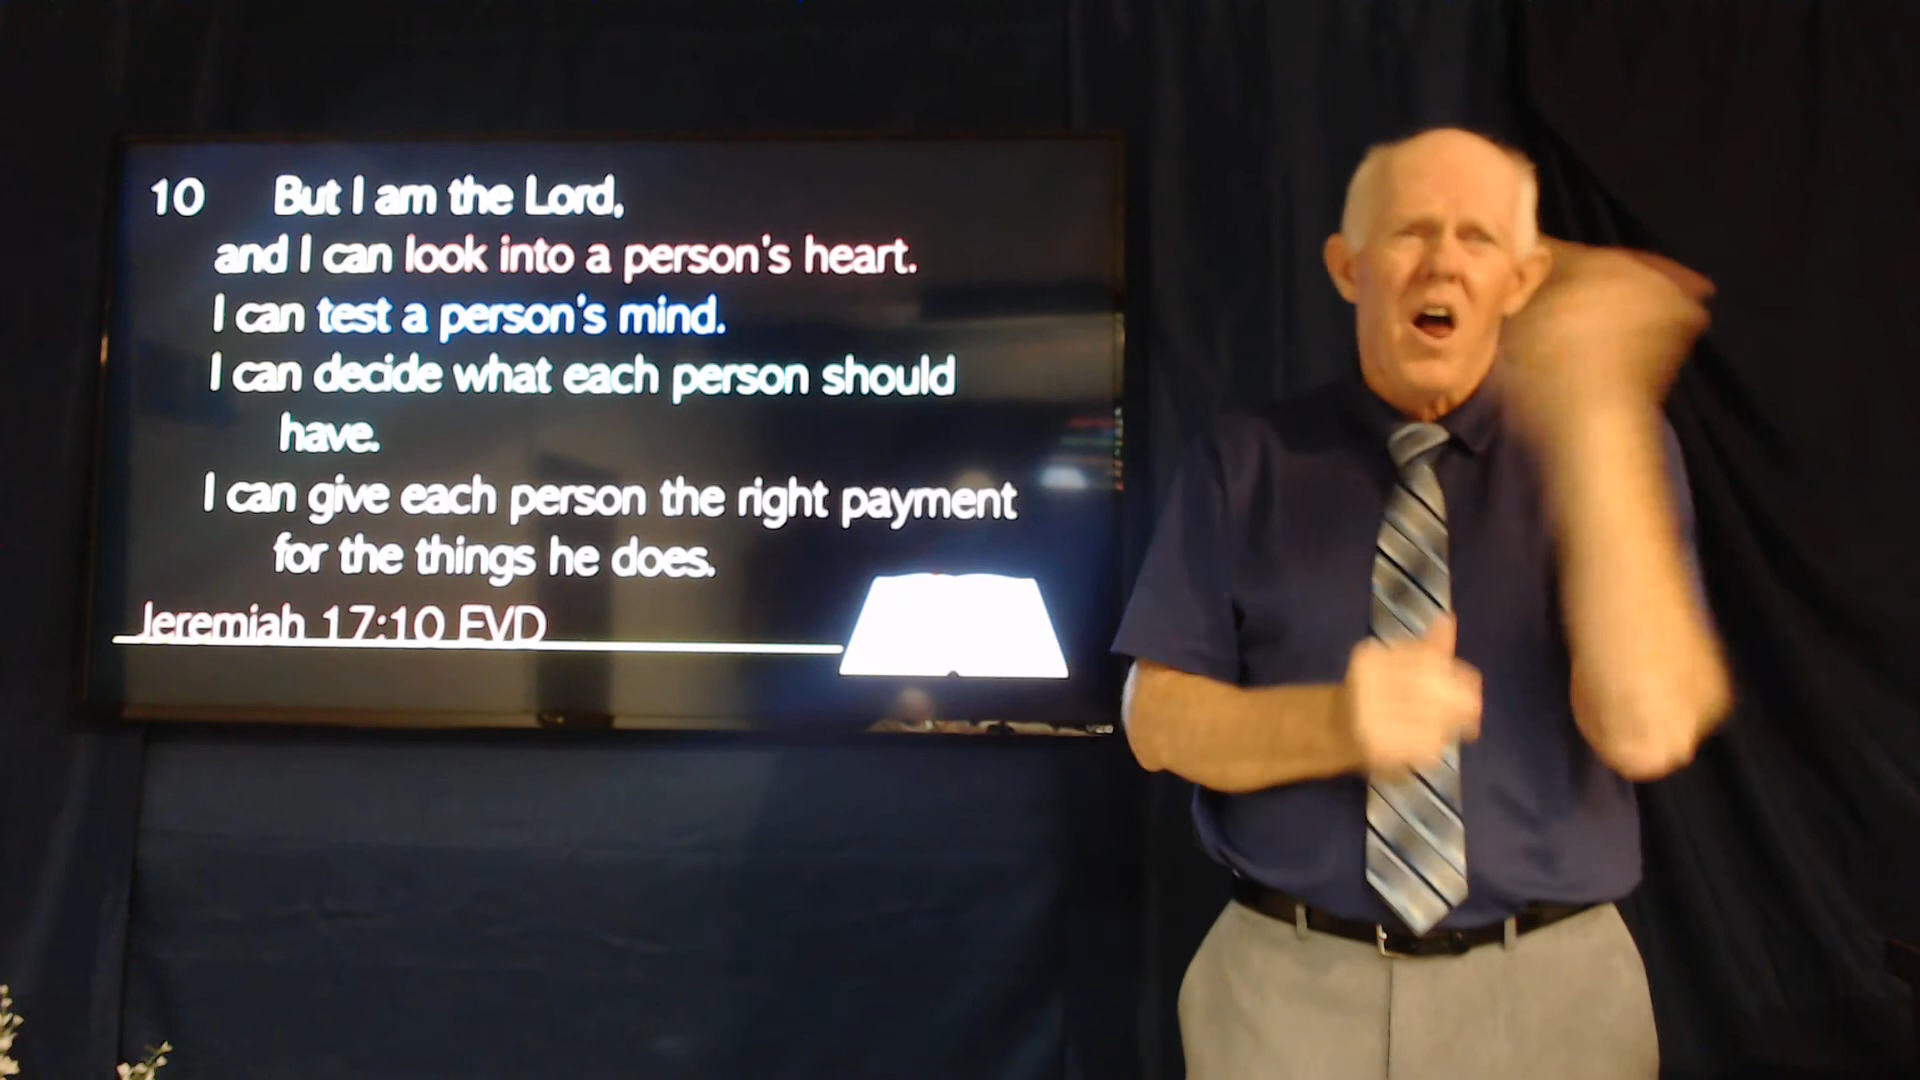 10 But I am the Lord,
and I can look into a person's heart.
I can test a person's mind.
I can decide what each person should
have.
I can give each person the right payment
for the things he does.
Jeremiah 17:10 EVD